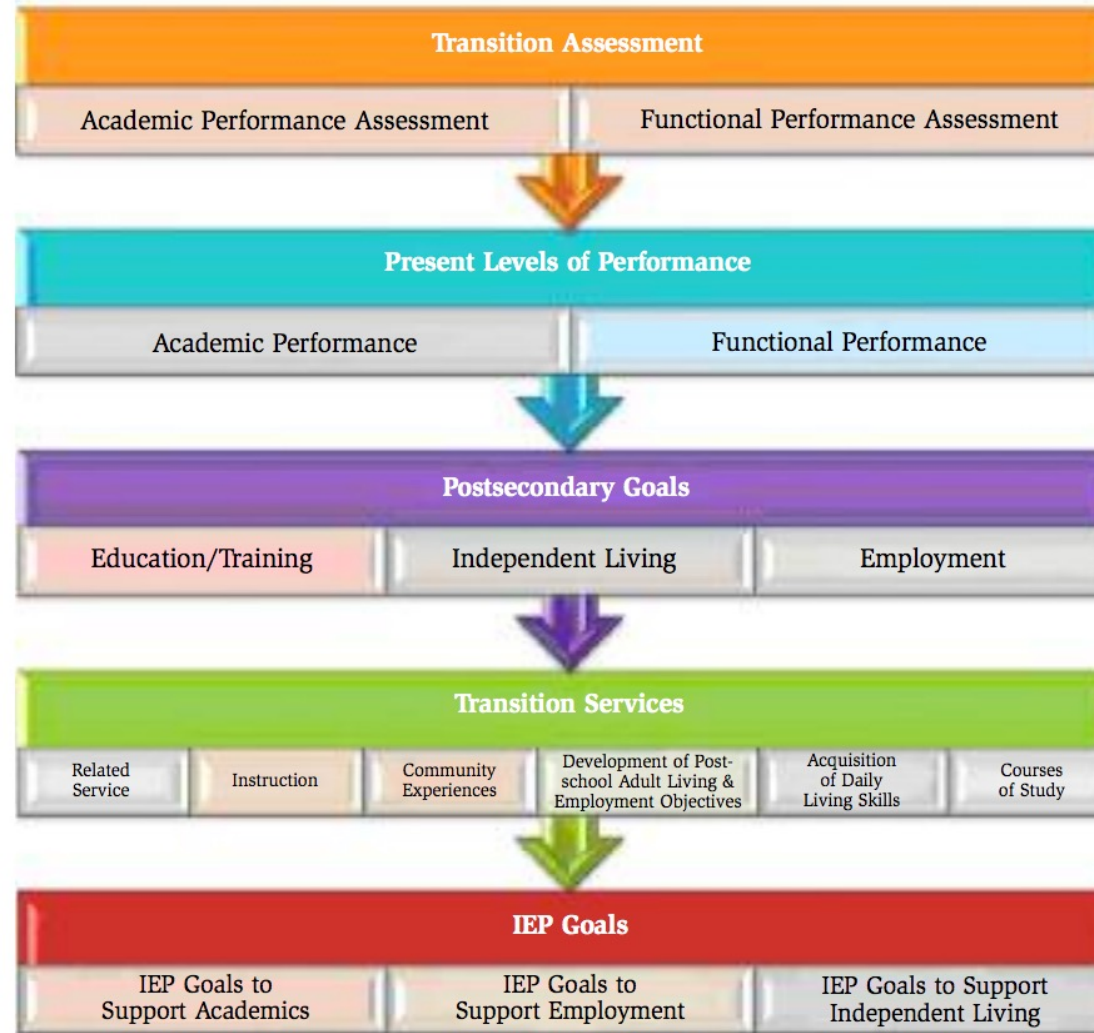 Transition Assessment
Academic Performance Assessment
Functional Performance Assessment
Present Levels of Performance
Academic Performance
Functional Performance
Postsecondary Goals
Education/Training
Independent Living
Employment
Transition Services
Related
Service
Instruction
Community
Experiences
Development of Post-
school Adult Living &
Employment Objectives
Acquisition
of Daily
Living Skills
Courses
of Study
IEP Goals
IEP Goals to
Support Academics
IEP Goals to
Support Employment
IEP Goals to Support
Independent Living